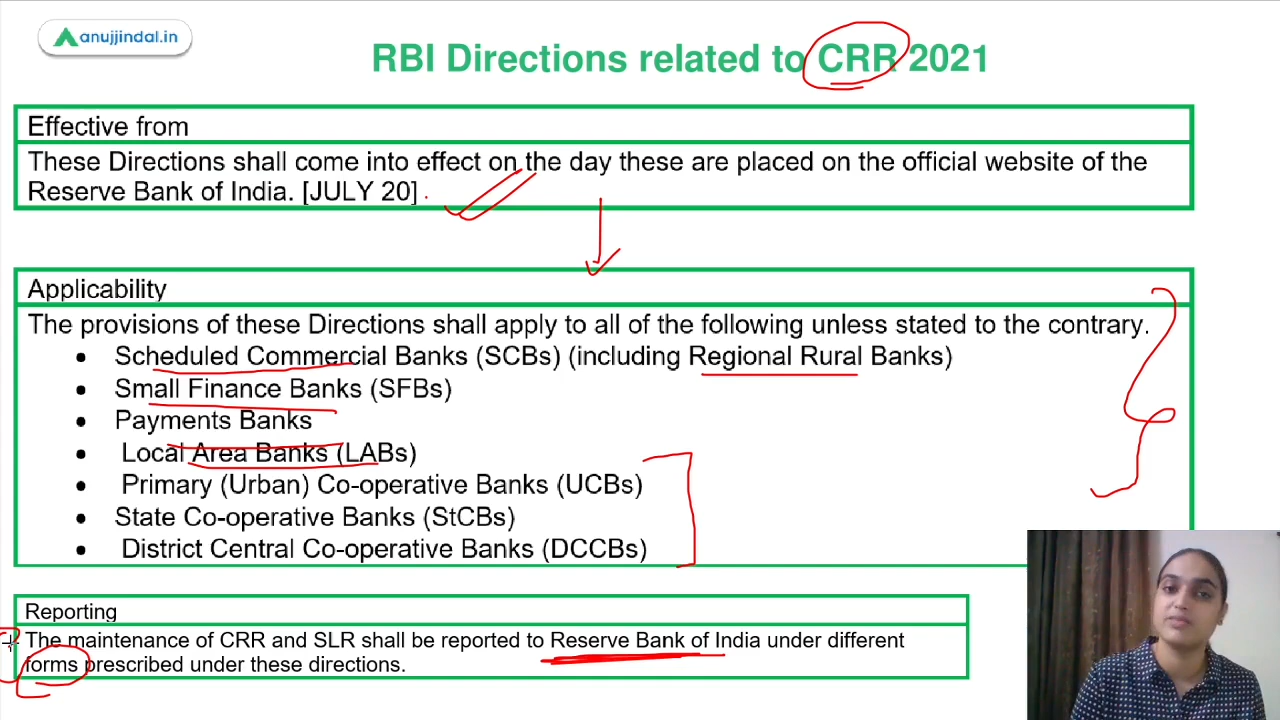 anujjindal.in
RBI Directions related to CRR 2021
Effective from
These Directions shall come into effect on the day these are placed on the official website of the
Reserve Bank of India. [JULY 20]
Applicability
The provisions of these Directions shall apply to all of the following unless stated to the contrary.
• Scheduled Commercial Banks (SCBs) (including Regional Rural Banks)
• Small Finance Banks (SFBs)
• Payments Banks
• Local Area Banks (LABs)
• Primary (Urban) Co-operative Banks (UCBs)
• State Co-operative Banks (StCBs)
• District Central Co-operative Banks (DCCBs)
Reporting
The maintenance of CRR and SLR shall be reported to Reserve Bank of India under different
forms prescribed under these directions.